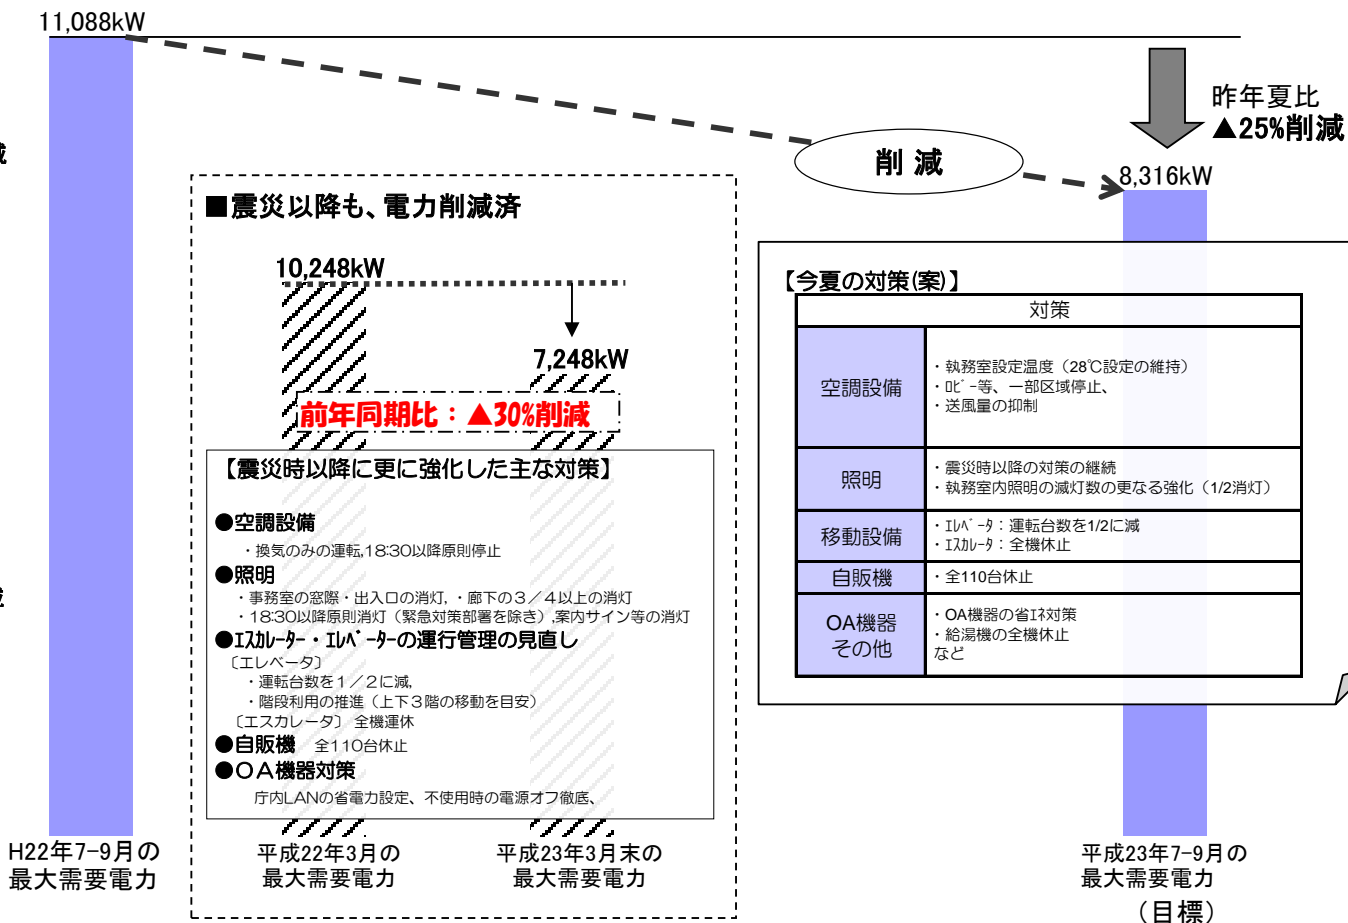 11,088kW
昨年夏比
▲25%削減
減
削 減
8,316kW
■震災以降も、電力削減済
10,248kW
7,248kW
前年同期比：▲30%削減
【震災時以降に更に強化した主な対策】
●空調設備
・換気のみの運転,18:30以降原則停止
●照明
・事務室の窓際・出入口の消灯, ・廊下の３／４以上の消灯
・18:30以降原則消灯（緊急対策部署を除き）,案内サイン等の消灯
●ｴｽｶﾚｰﾀｰ・ｴﾚﾍﾞｰﾀｰの運行管理の見直し
〔エレベータ〕
・運転台数を１／２に減,
・階段利用の推進（上下３階の移動を目安）
〔エスカレータ〕 全機運休
●自販機 全110台休止
●ＯＡ機器対策
庁内LANの省電力設定、不使用時の電源オフ徹底、
【今夏の対策(案)】
対策
空調設備
・執務室設定温度（28℃設定の維持）
・ﾛﾋﾞｰ等、一部区域停止、
・送風量の抑制
照明
・震災時以降の対策の継続
・執務室内照明の滅灯数の更なる強化（1/2消灯）
移動設備
・ｴﾚﾍﾞｰﾀ：運転台数を1/2に減
・ｴｽｶﾚｰﾀ：全機休止
自販機
・全110台休止
OA機器
その他
・OA機器の省ｴﾈ対策
・給湯機の全機休止
など
H22年7-9月の
最大需要電力
平成22年3月の
最大需要電力
平成23年3月末の
最大需要電力
平成23年7-9月の
最大需要電力
（目標）